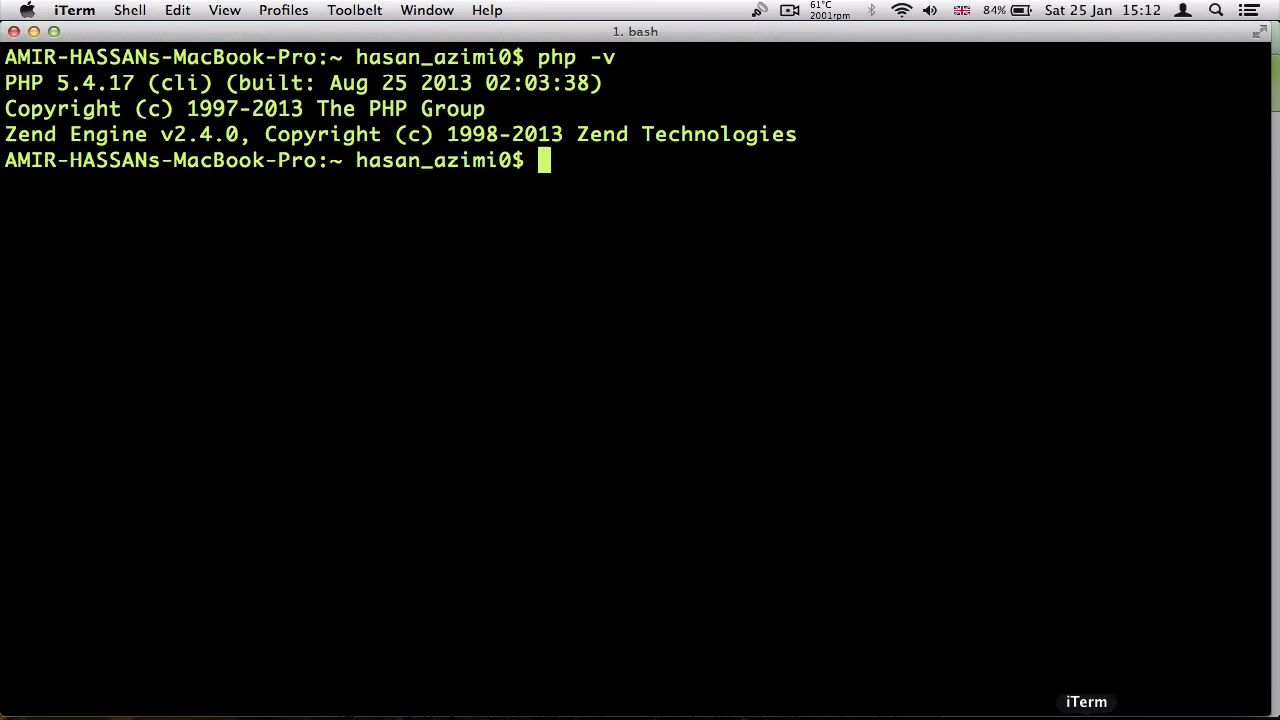 iTerm Shell Edit View Profiles Toolbelt Window Help 61°C 2001rpm 84% Sat 25 Jan 15:12
1. bash
AMIR-HASSANs-MacBook-Pro:~ hasan_azimi0$ php -v
PHP 5.4.17 (cli) (built: Aug 25 2013 02:03:38)
Copyright (c) 1997-2013 The PHP Group
Zend Engine v2.4.0, Copyright (c) 1998-2013 Zend Technologies
AMIR-HASSANs-MacBook-Pro:~ hasan_azimi0$
iTerm